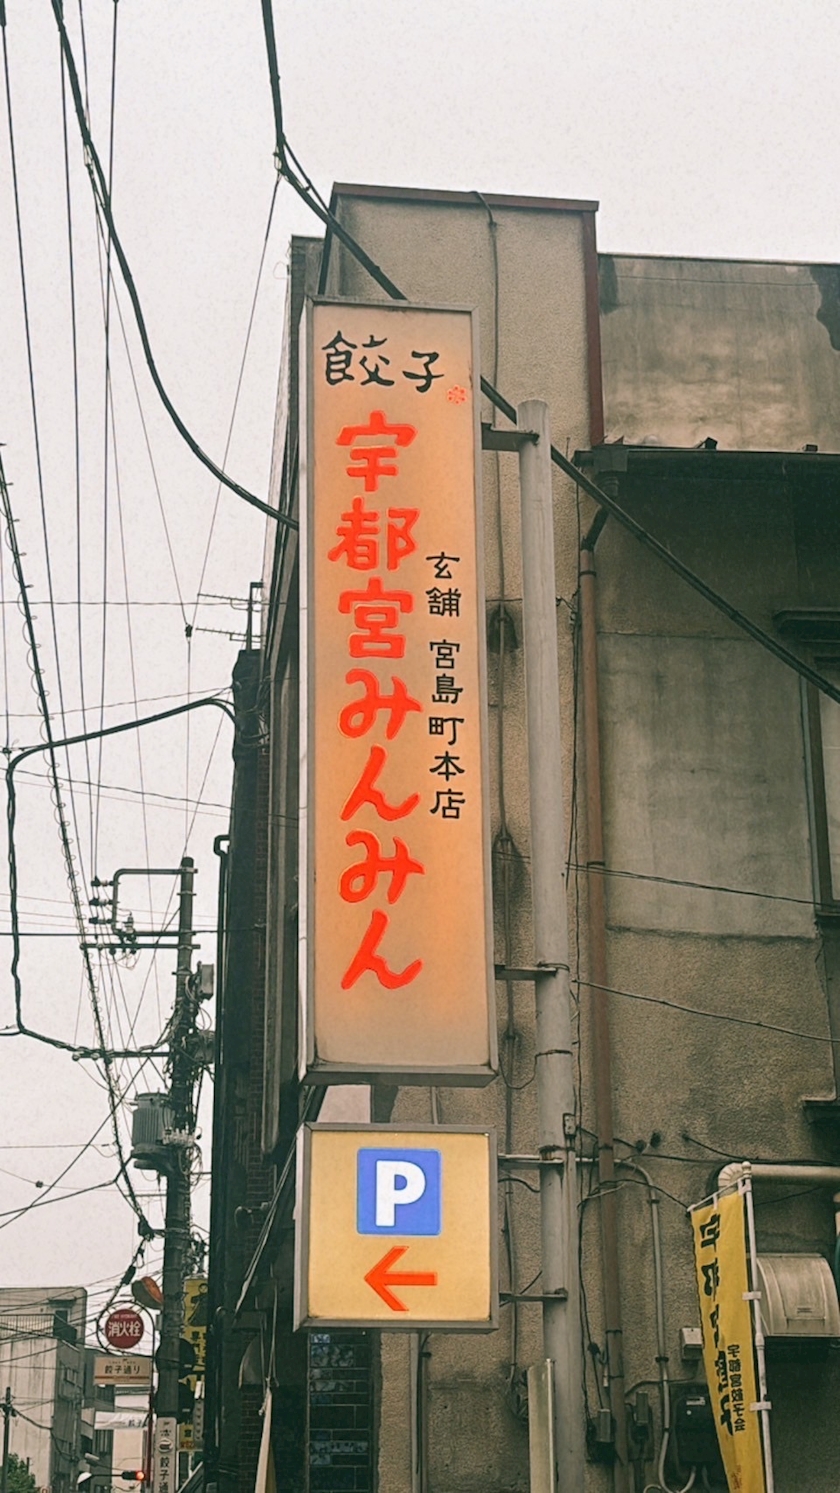 餃子
宇都宮みんみん
玄舗 宮島町本店
P
消火栓
餃子通り
宇都宮餃子会